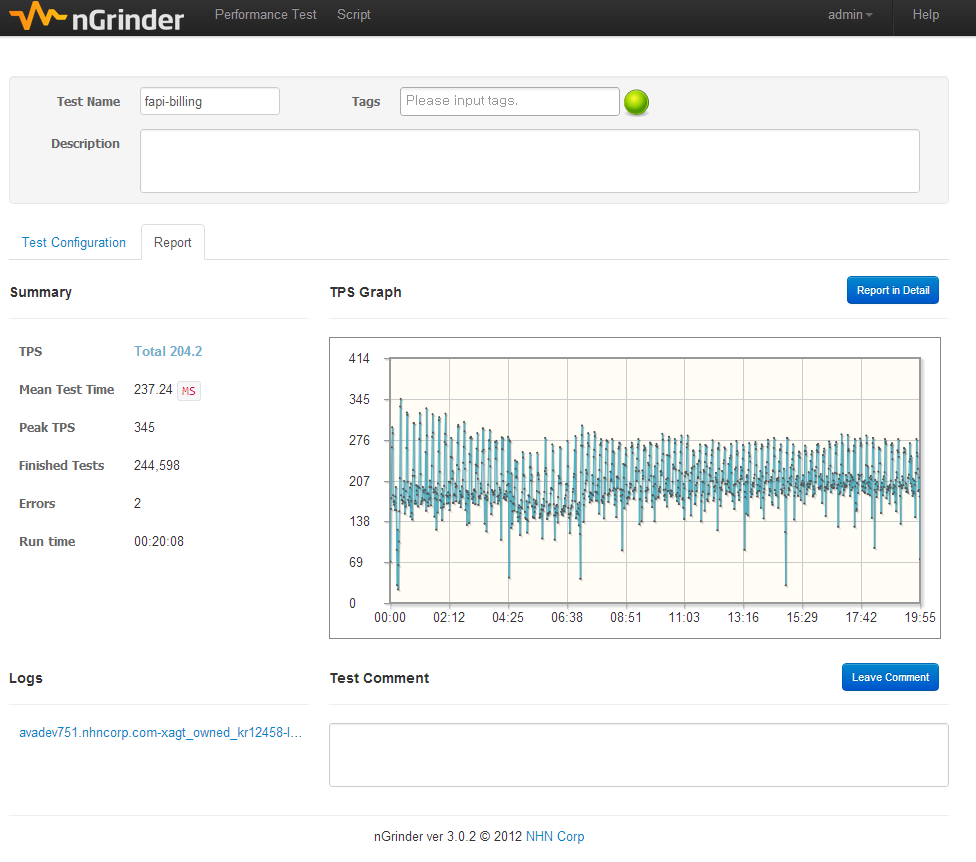 nGrinder Performance Test Script admin Help
Test Name fapi-billing Tags Please input tags.
Description
Test Configuration Report
Summary
TPS Total 204.2
Mean Test Time 237.24 MS
Peak TPS 345
Finished Tests 244,598
Errors 2
Run time 00:20:08
TPS Graph Report in Detail
414
345
276
207
138
69
0
00:00 02:12 04:25 06:38 08:51 11:03 13:16 15:29 17:42 19:55
Logs
avadev751.nhncorp.com-xagt_owned_kr12458-l...
Test Comment Leave Comment
nGrinder ver 3.0.2 © 2012 NHN Corp